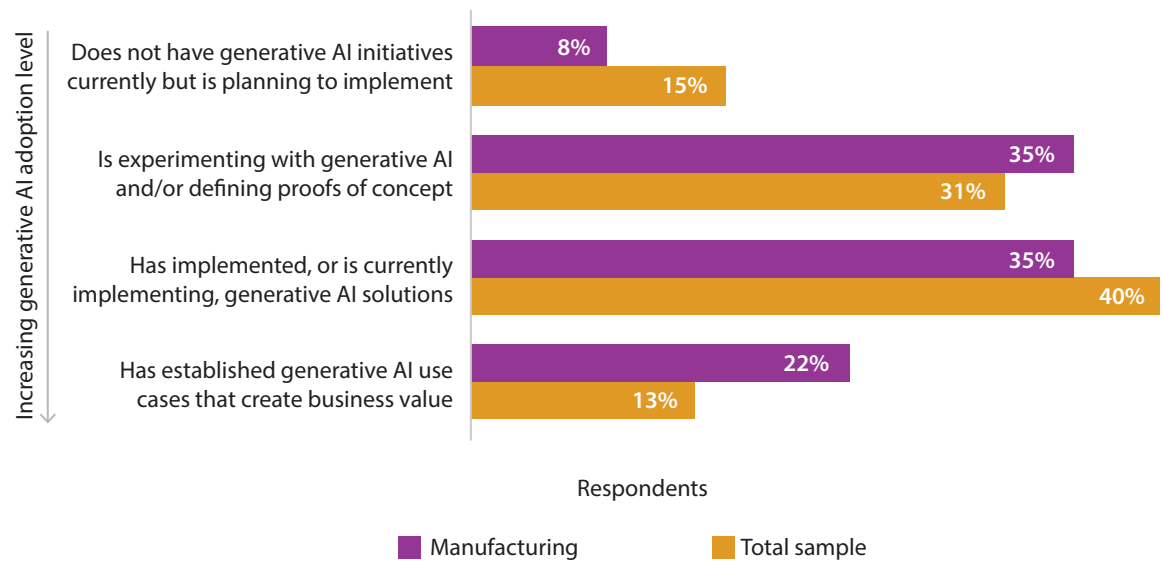 Increasing generative AI adoption level
Does not have generative AI initiatives
currently but is planning to implement
8%
15%
Is experimenting with generative AI
and/or defining proofs of concept
35%
31%
Has implemented, or is currently
implementing, generative AI solutions
35%
40%
Has established generative AI use
cases that create business value
22%
13%
Respondents
Manufacturing
Total sample